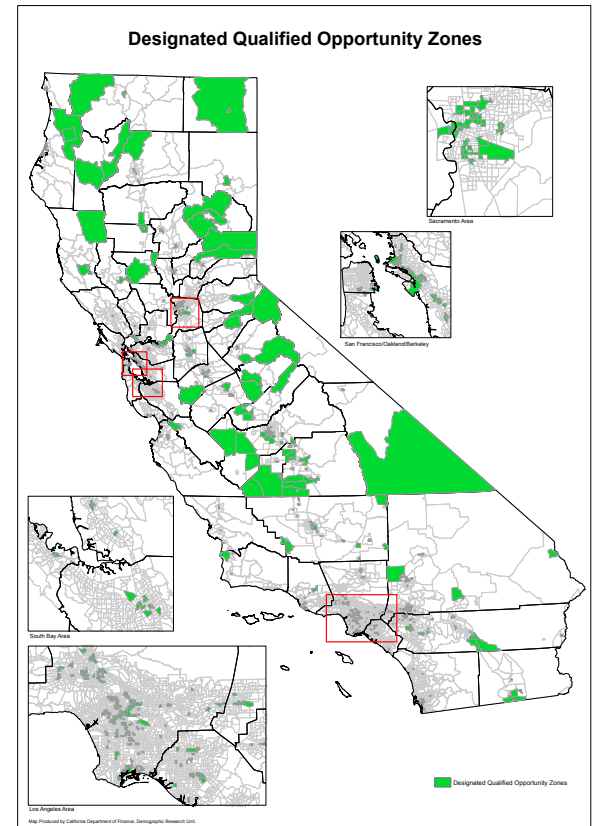 Designated Qualified Opportunity Zones
Sacramento Area
San Francisco/Oakland/Berkeley
South Bay Area
Los Angeles Area
Designated Qualified Opportunity Zones
Map Produced by California Department of Finance, Demographic Research Unit